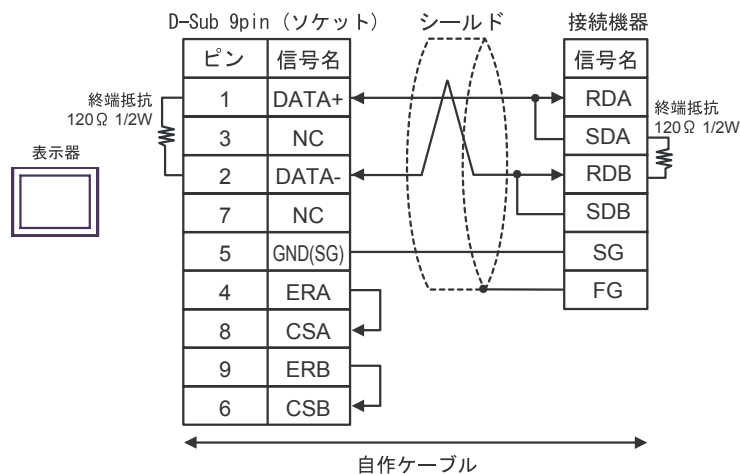 D-Sub 9pin（ソケット） シールド 接続機器
ピン 信号名 信号名
1 DATA+ RDA
3 NC SDA
2 DATA- RDB
7 NC SDB
5 GND(SG) SG
4 ERA FG
8 CSA
9 ERB
6 CSB
終端抵抗
120Ω 1/2W
表示器
終端抵抗
120Ω 1/2W
自作ケーブル